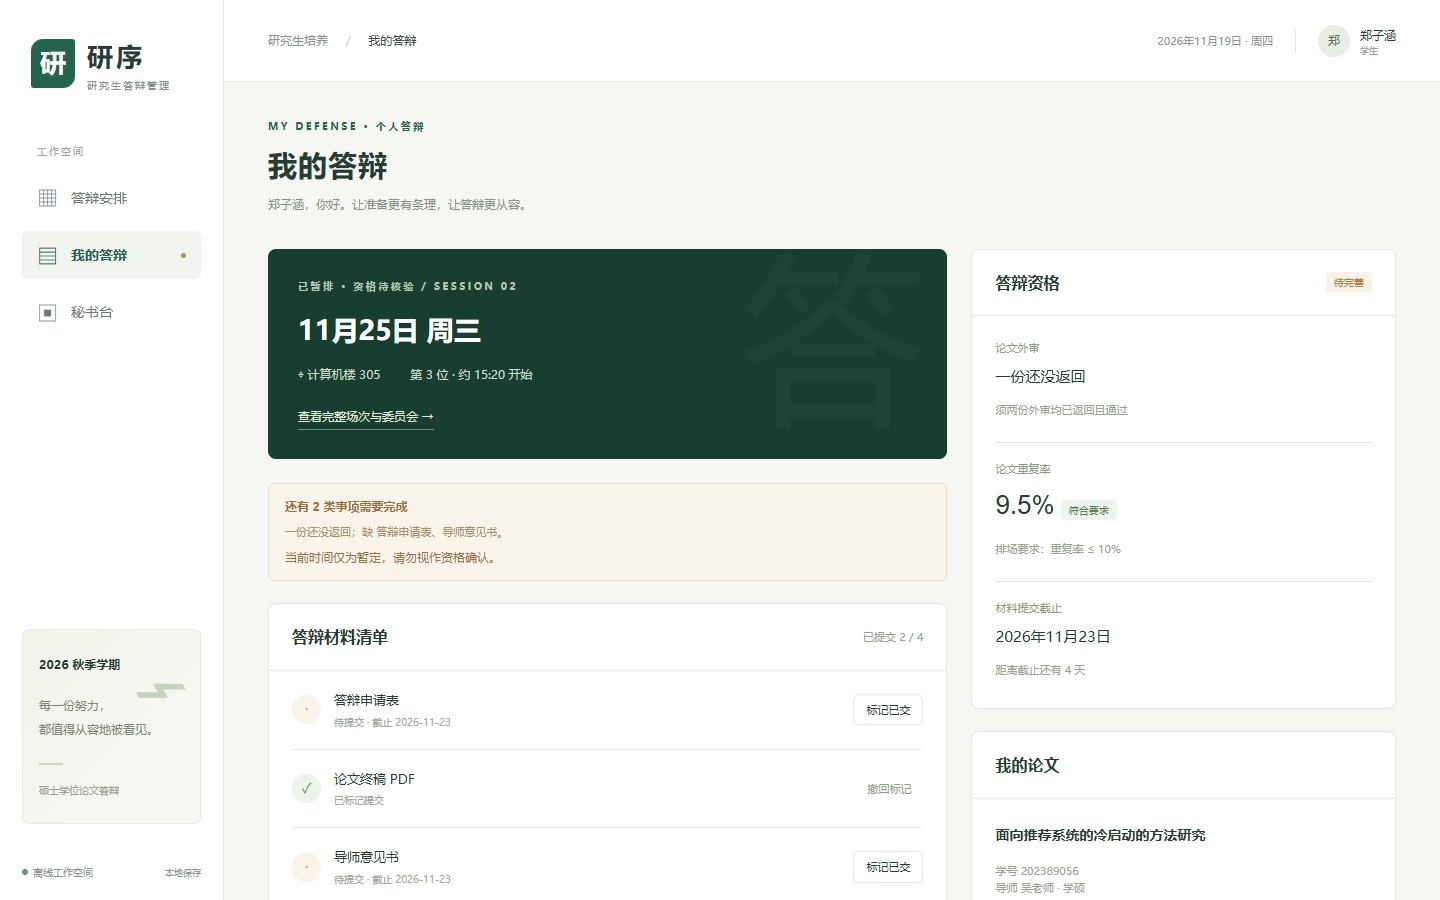 研
研序
研究生答辩管理
工作空间
答辩安排
我的答辩
秘书台
2026 秋季学期
每一份努力，
都值得从容地被看见。
硕士学位论文答辩
离线工作空间
本地保存
研究生培养 / 我的答辩
2026年11月19日 · 周四
郑
郑子涵
学生
MY DEFENSE • 个人答辩
我的答辩
郑子涵，你好。让准备更有条理，让答辩更从容。
已暂排 • 资格待核验 / SESSION 02
11月25日 周三
⌖ 计算机楼 305
第 3 位 · 约 15:20 开始
查看完整场次与委员会 →
答
还有 2 类事项需要完成
一份还没返回；缺 答辩申请表、导师意见书。
当前时间仅为暂定，请勿视作资格确认。
答辩材料清单
已提交 2 / 4
答辩申请表
待提交 · 截止 2026-11-23
标记已交
论文终稿 PDF
已标记提交
撤回标记
导师意见书
待提交 · 截止 2026-11-23
标记已交
答辩资格
待完善
论文外审
一份还没返回
须两份外审均已返回且通过
论文重复率
9.5% 符合要求
排场要求：重复率 ≤ 10%
材料提交截止
2026年11月23日
距离截止还有 4 天
我的论文
面向推荐系统的冷启动的方法研究
学号 202389056
导师 吴老师 · 学硕